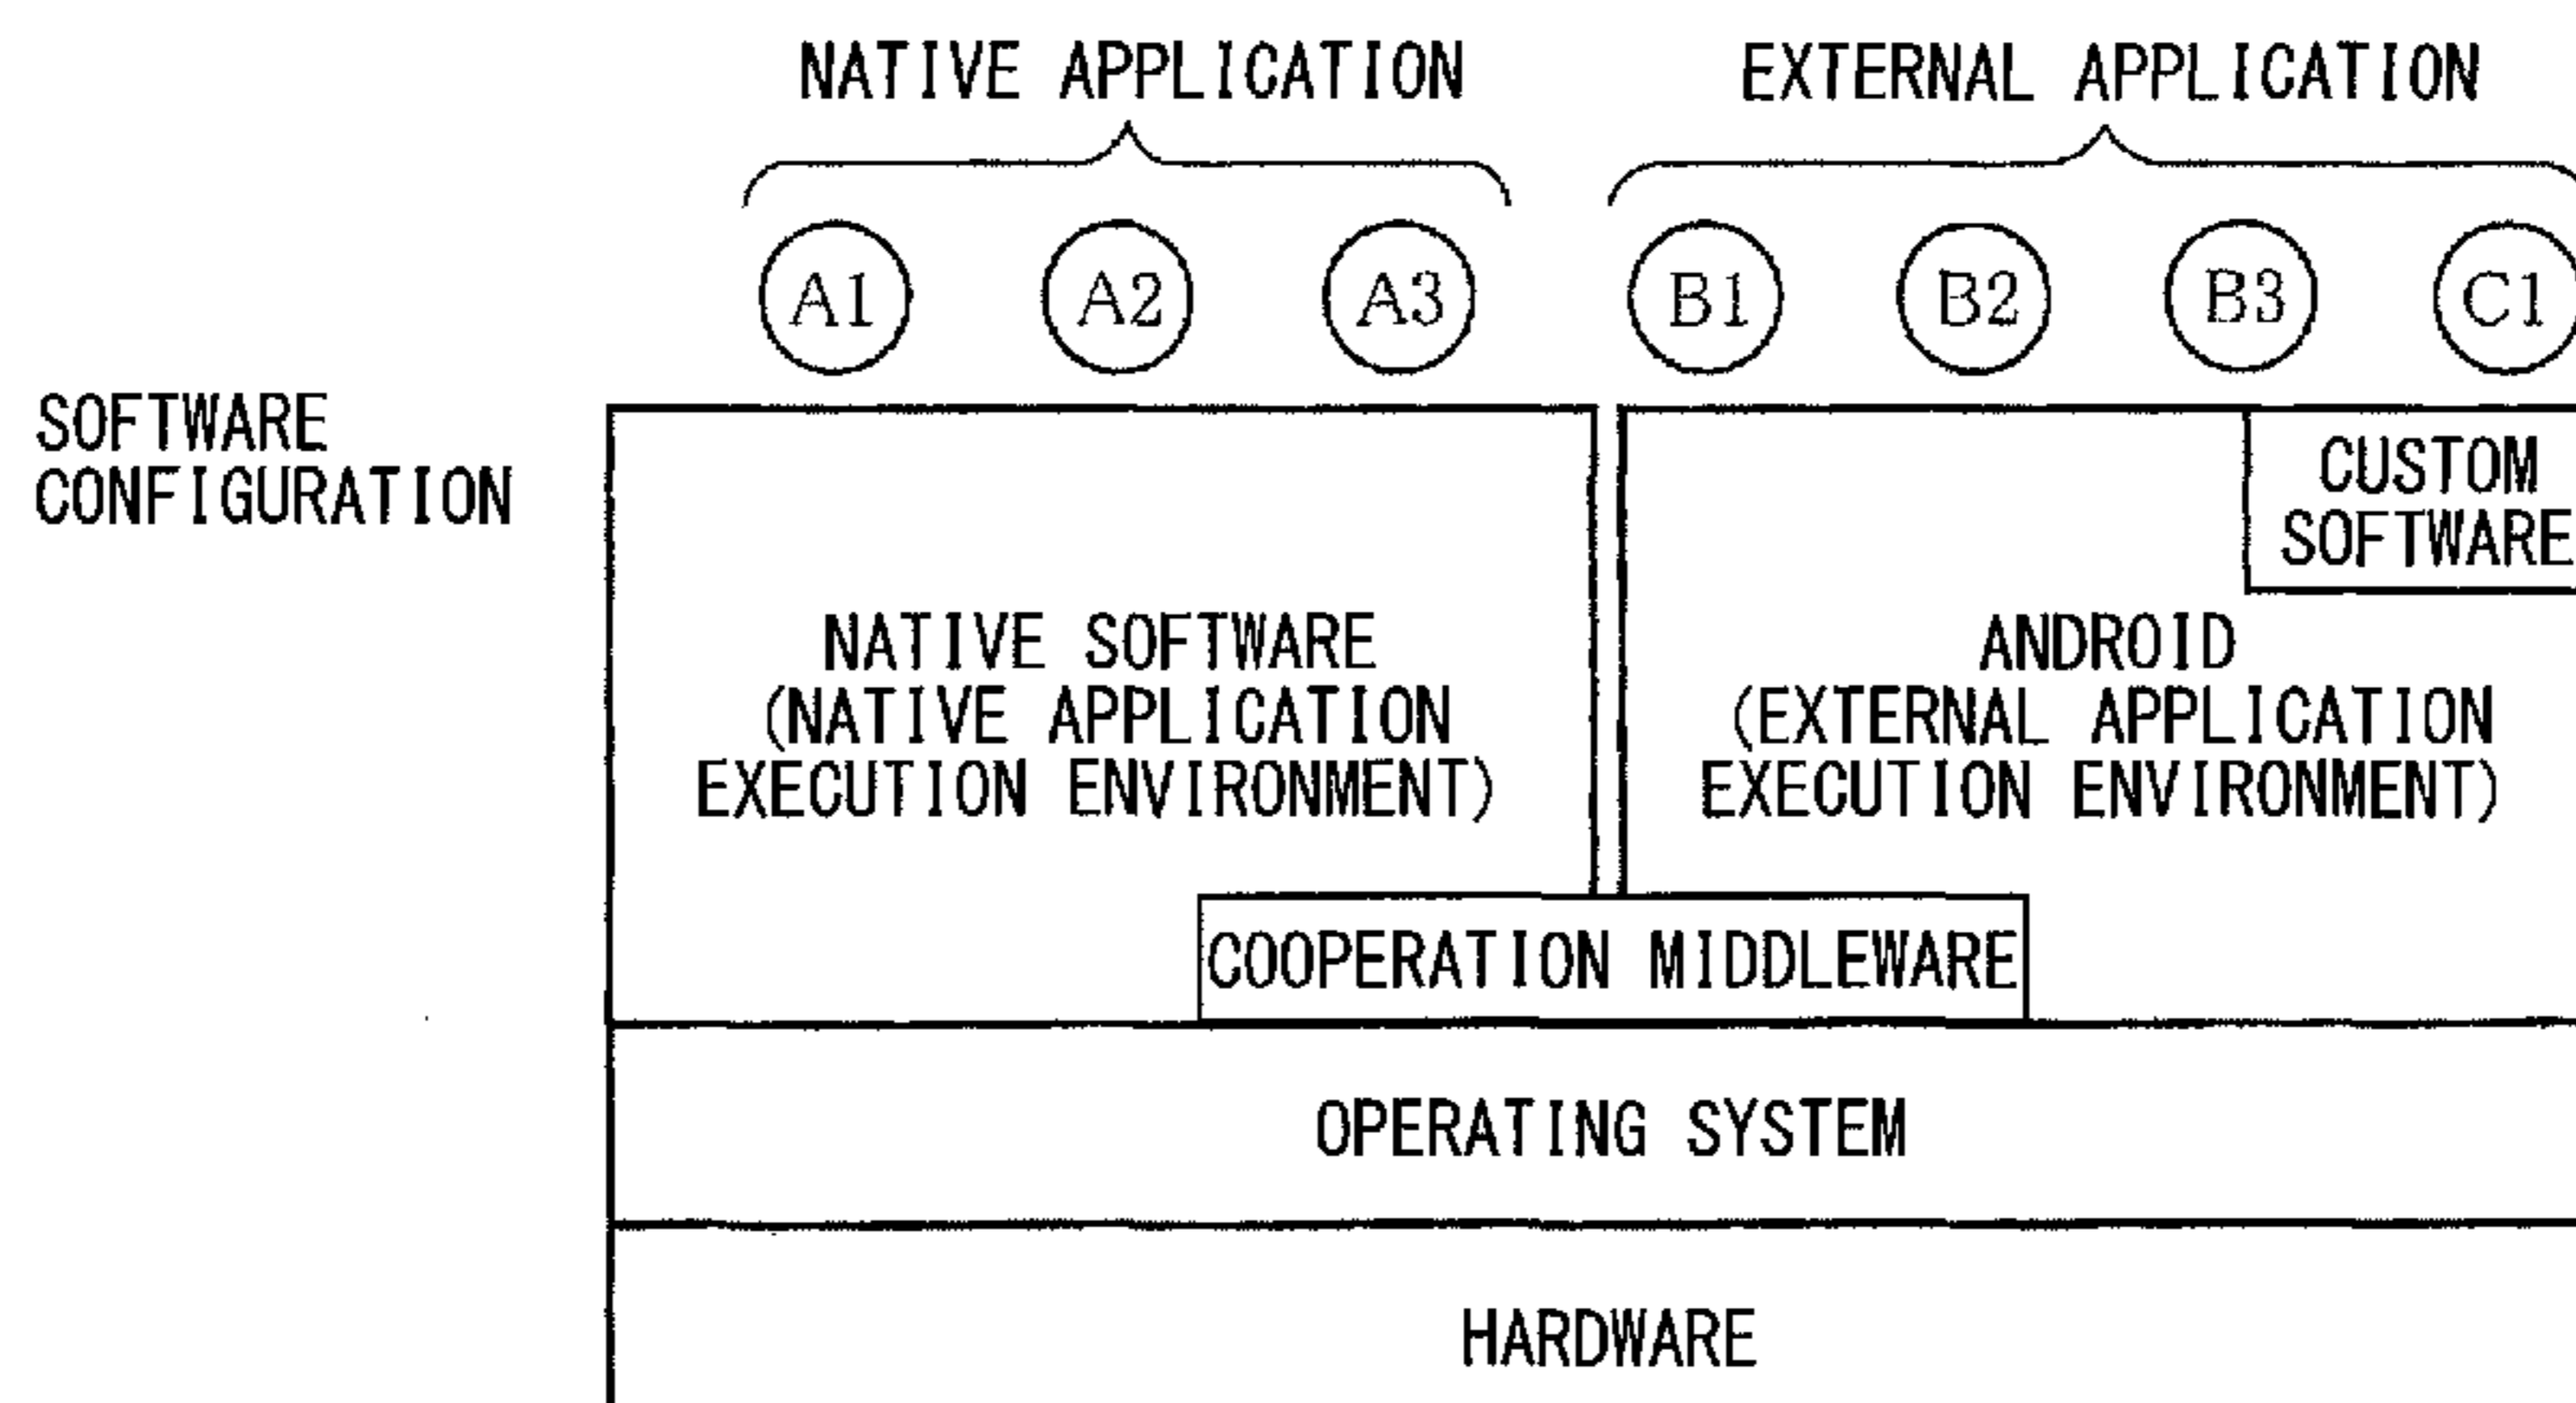 NATIVE APPLICATION
EXTERNAL APPLICATION
A1
A2
A3
B1
B2
B3
C1
SOFTWARE
CONFIGURATION
CUSTOM
SOFTWARE
NATIVE SOFTWARE
(NATIVE APPLICATION
EXECUTION ENVIRONMENT)
ANDROID
(EXTERNAL APPLICATION
EXECUTION ENVIRONMENT)
COOPERATION MIDDLEWARE
OPERATING SYSTEM
HARDWARE